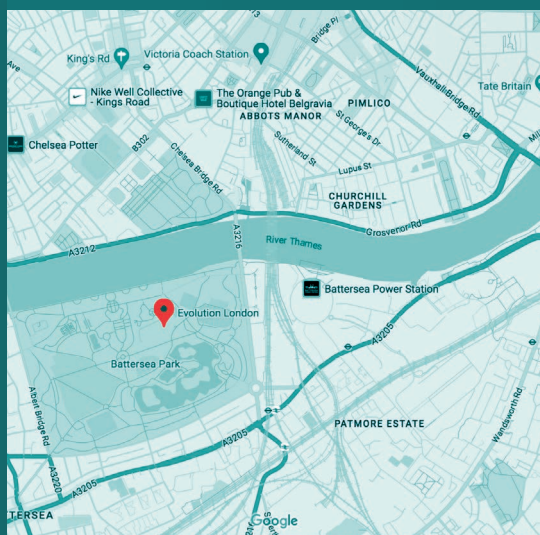 King's Rd
Victoria Coach Station
Bridge Pl
Ave
Nike Well Collective
- Kings Road
The Orange Pub &
Boutique Hotel Belgravia
PIMLICO
ABBOTS MANOR
Vauxhall Bridge Rd
Tate Britain
Chelsea Potter
B302
Chelsea Bridge Rd
St George's Dr
Sutherland St
Lupus St
CHURCHILL
GARDENS
Grosvenor Rd
A3212
A3216
River Thames
Battersea Power Station
Evolution London
A3205
Battersea Park
Albert Bridge Rd
PATMORE ESTATE
Wandsworth Rd
A3205
A3220
A3205
TTERSEA
Google